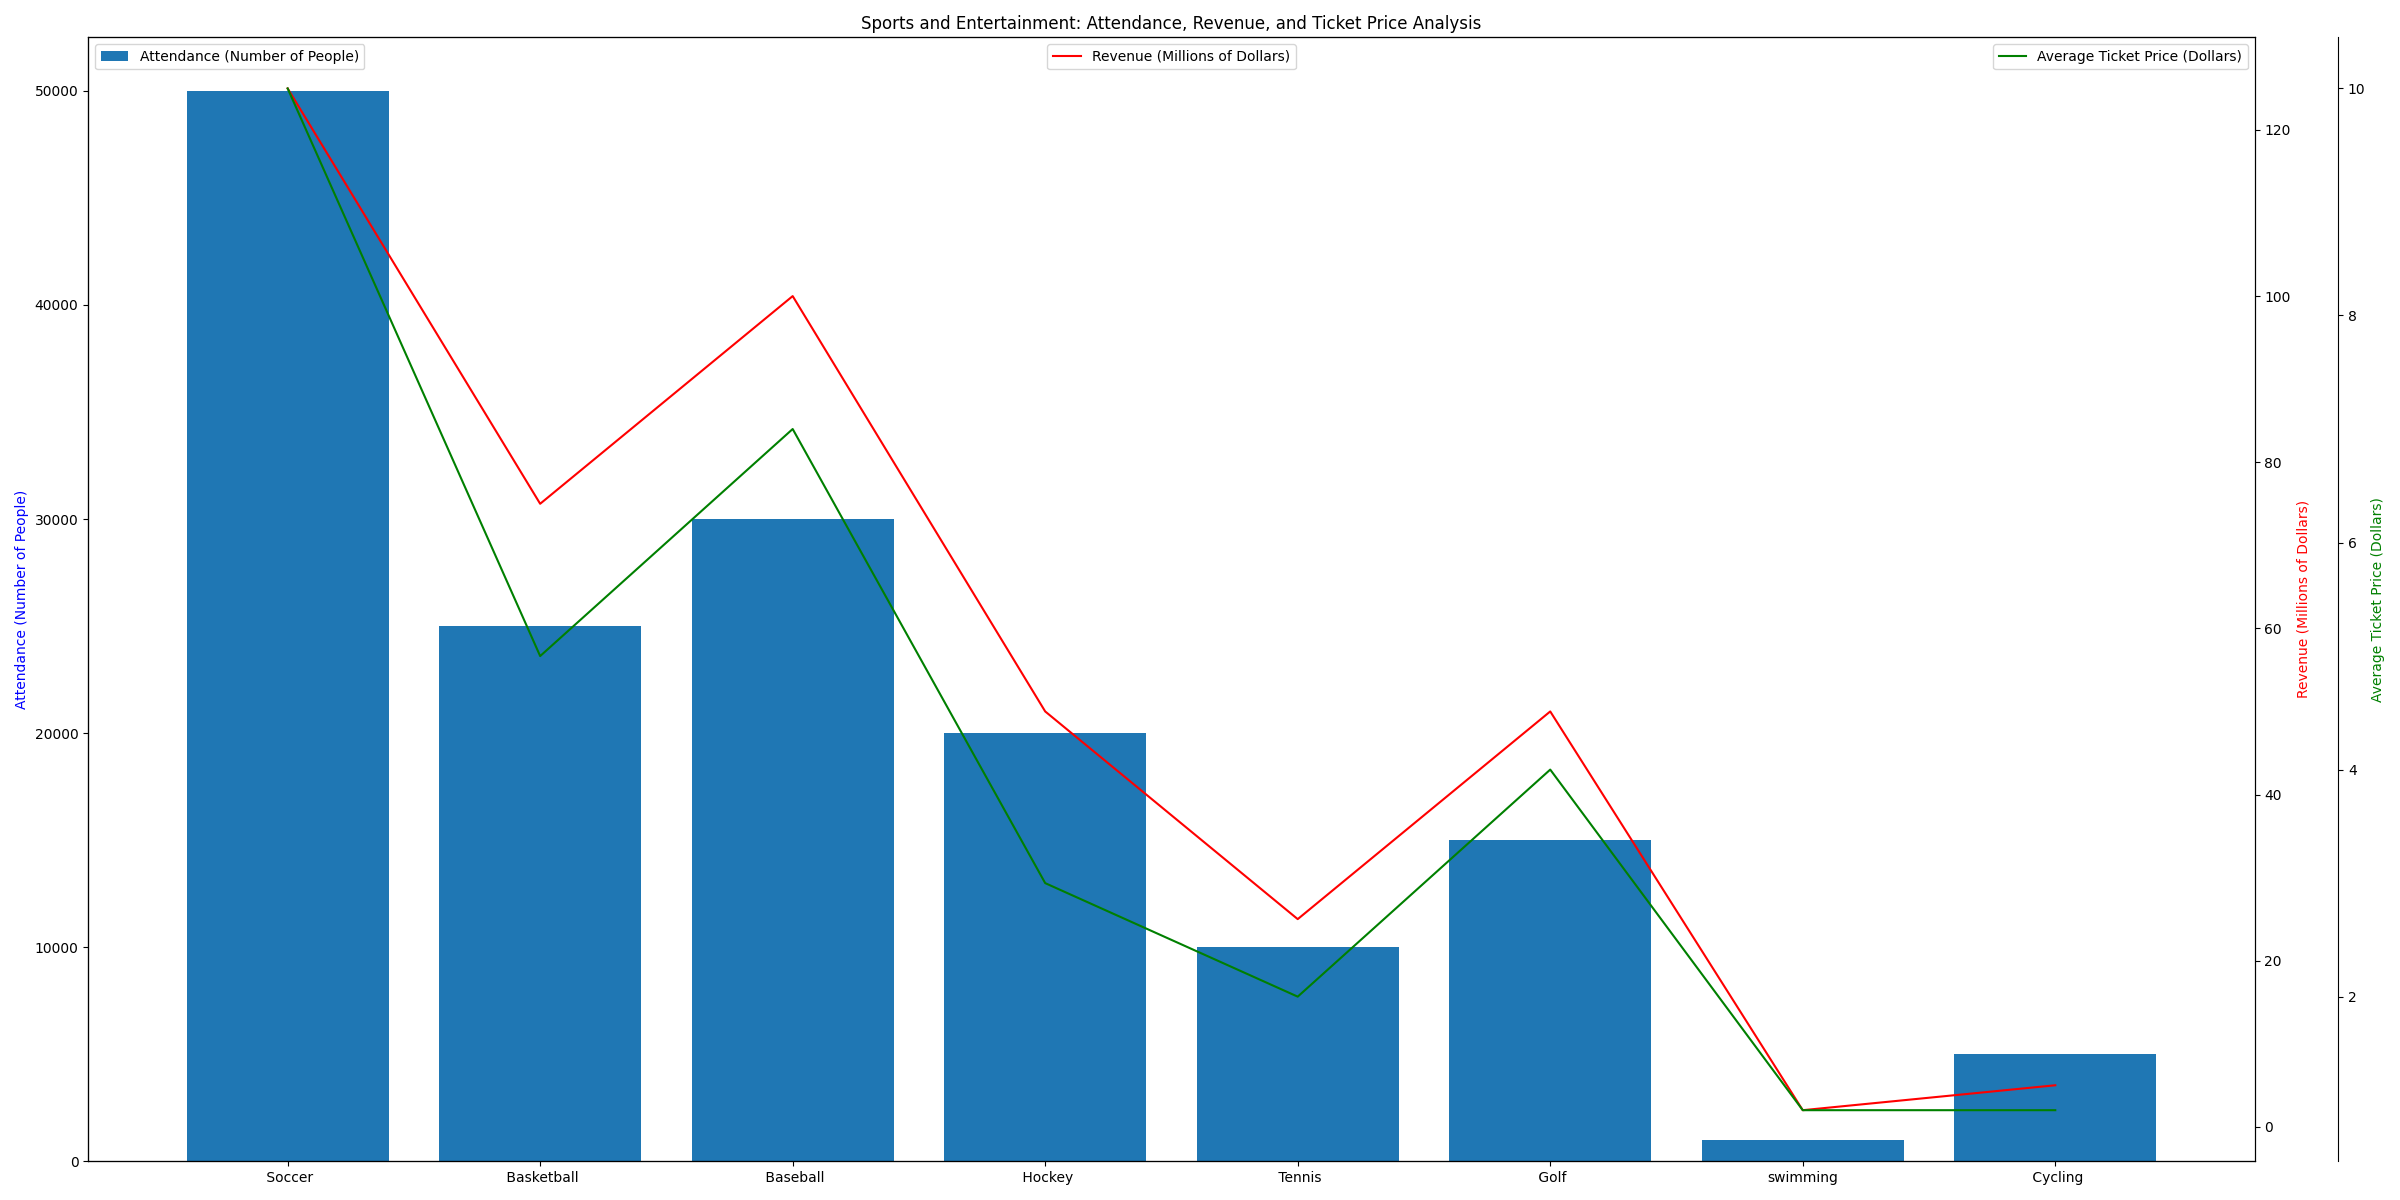 Sports and Entertainment: Attendance, Revenue, and Ticket Price Analysis
Attendance (Number of People)
Revenue (Millions of Dollars)
Average Ticket Price (Dollars)
50000
40000
30000
20000
10000
0
Attendance (Number of People)
120
100
80
60
40
20
0
Revenue (Millions of Dollars)
10
8
6
4
2
Average Ticket Price (Dollars)
Soccer
Basketball
Baseball
Hockey
Tennis
Golf
swimming
Cycling